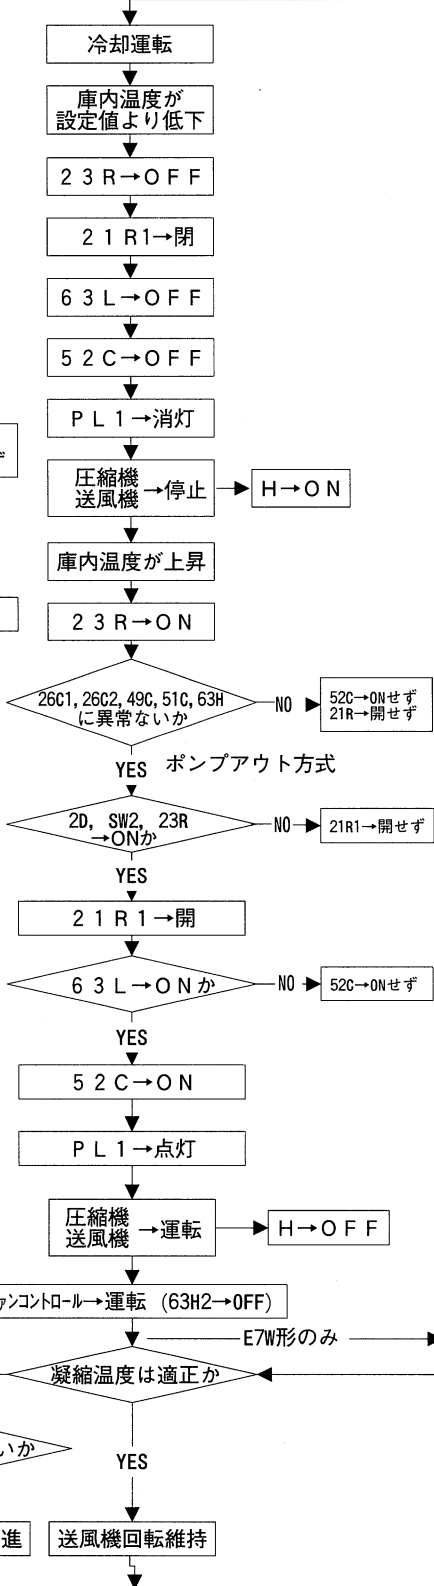 冷却運転
庫内温度が
設定値より低下
23R→OFF
21R1→閉
63L→OFF
52C→OFF
PL1→消灯
圧縮機
送風機→停止
H→ON
庫内温度が上昇
23R→ON
26C1, 26C2, 49C, 51C, 63H
に異常ないか
NO
52C→ONせず
21R→開せず
YES
ポンプアウト方式
2D, SW2, 23R
→ONか
NO
21R1→開せず
YES
21R1→開
63L→ONか
NO
52C→ONせず
YES
52C→ON
PL1→点灯
圧縮機
送風機→運転
H→OFF
ァンコントロール→運転 (63H2→OFF)
E7W形のみ
凝縮温度は適正か
いか
YES
進
送風機回転維持